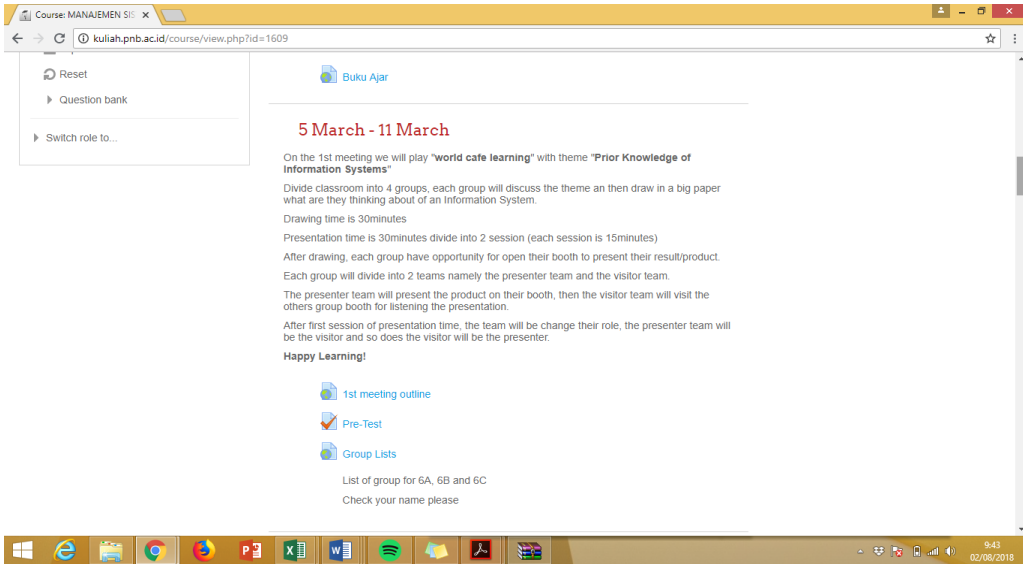 Course: MANAJEMEN SIS
kuliah.pnb.ac.id/course/view.php?id=1609
Reset
Question bank
Switch role to...
Buku Ajar
5 March - 11 March
On the 1st meeting we will play "world cafe learning" with theme "Prior Knowledge of
Information Systems"
Divide classroom into 4 groups, each group will discuss the theme an then draw in a big paper
what are they thinking about of an Information System.
Drawing time is 30minutes
Presentation time is 30minutes divide into 2 session (each session is 15minutes)
After drawing, each group have opportunity for open their booth to present their result/product.
Each group will divide into 2 teams namely the presenter team and the visitor team.
The presenter team will present the product on their booth, then the visitor team will visit the
others group booth for listening the presentation.
After first session of presentation time, the team will be change their role, the presenter team will
be the visitor and so does the visitor will be the presenter.
Happy Learning!
1st meeting outline
Pre-Test
Group Lists
List of group for 6A, 6B and 6C
Check your name please
9:43
02/08/2018